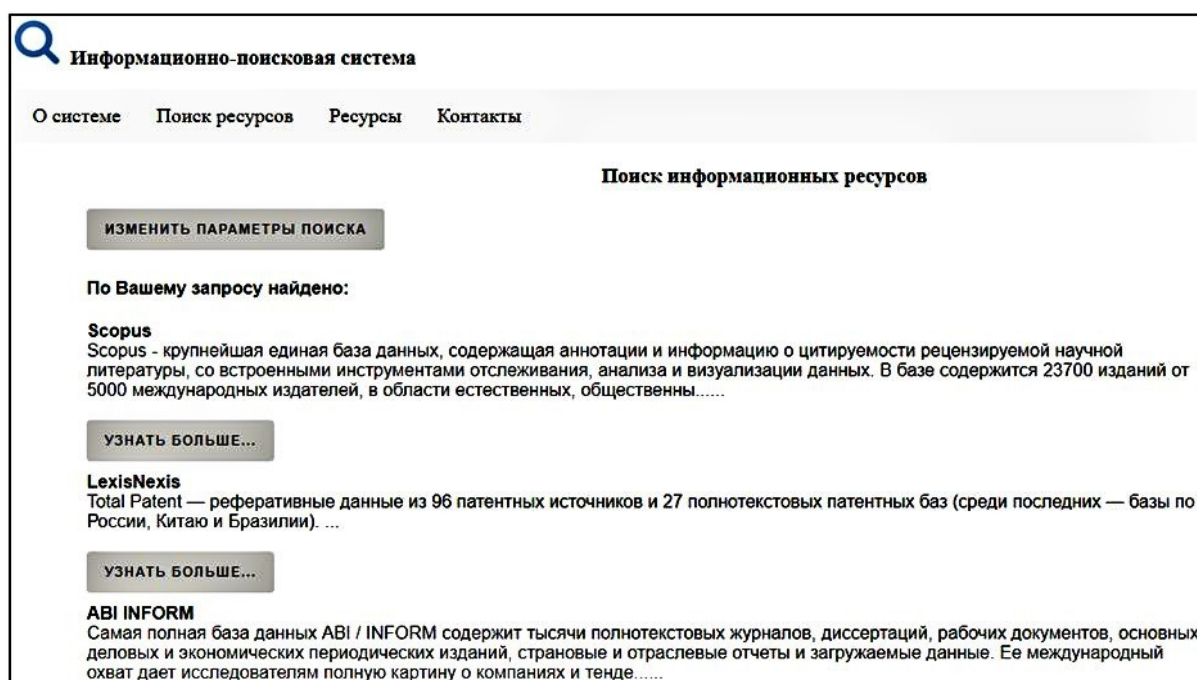 Информационно-поисковая система
О системе Поиск ресурсов Ресурсы Контакты
Поиск информационных ресурсов
ИЗМЕНИТЬ ПАРАМЕТРЫ ПОИСКА
По Вашему запросу найдено:
Scopus
Scopus - крупнейшая единая база данных, содержащая аннотации и информацию о цитируемости рецензируемой научной
литературы, со встроенными инструментами отслеживания, анализа и визуализации данных. В базе содержится 23700 изданий от
5000 международных издателей, в области естественных, общественны......
УЗНАТЬ БОЛЬШЕ...
LexisNexis
Total Patent — реферативные данные из 96 патентных источников и 27 полнотекстовых патентных баз (среди последних — базы по
России, Китаю и Бразилии). ...
УЗНАТЬ БОЛЬШЕ...
ABI INFORM
Самая полная база данных ABI / INFORM содержит тысячи полнотекстовых журналов, диссертаций, рабочих документов, основных
деловых и экономических периодических изданий, страновые и отраслевые отчеты и загружаемые данные. Ее международный
охват дает исследователям полную картину о компаниях и тенде......